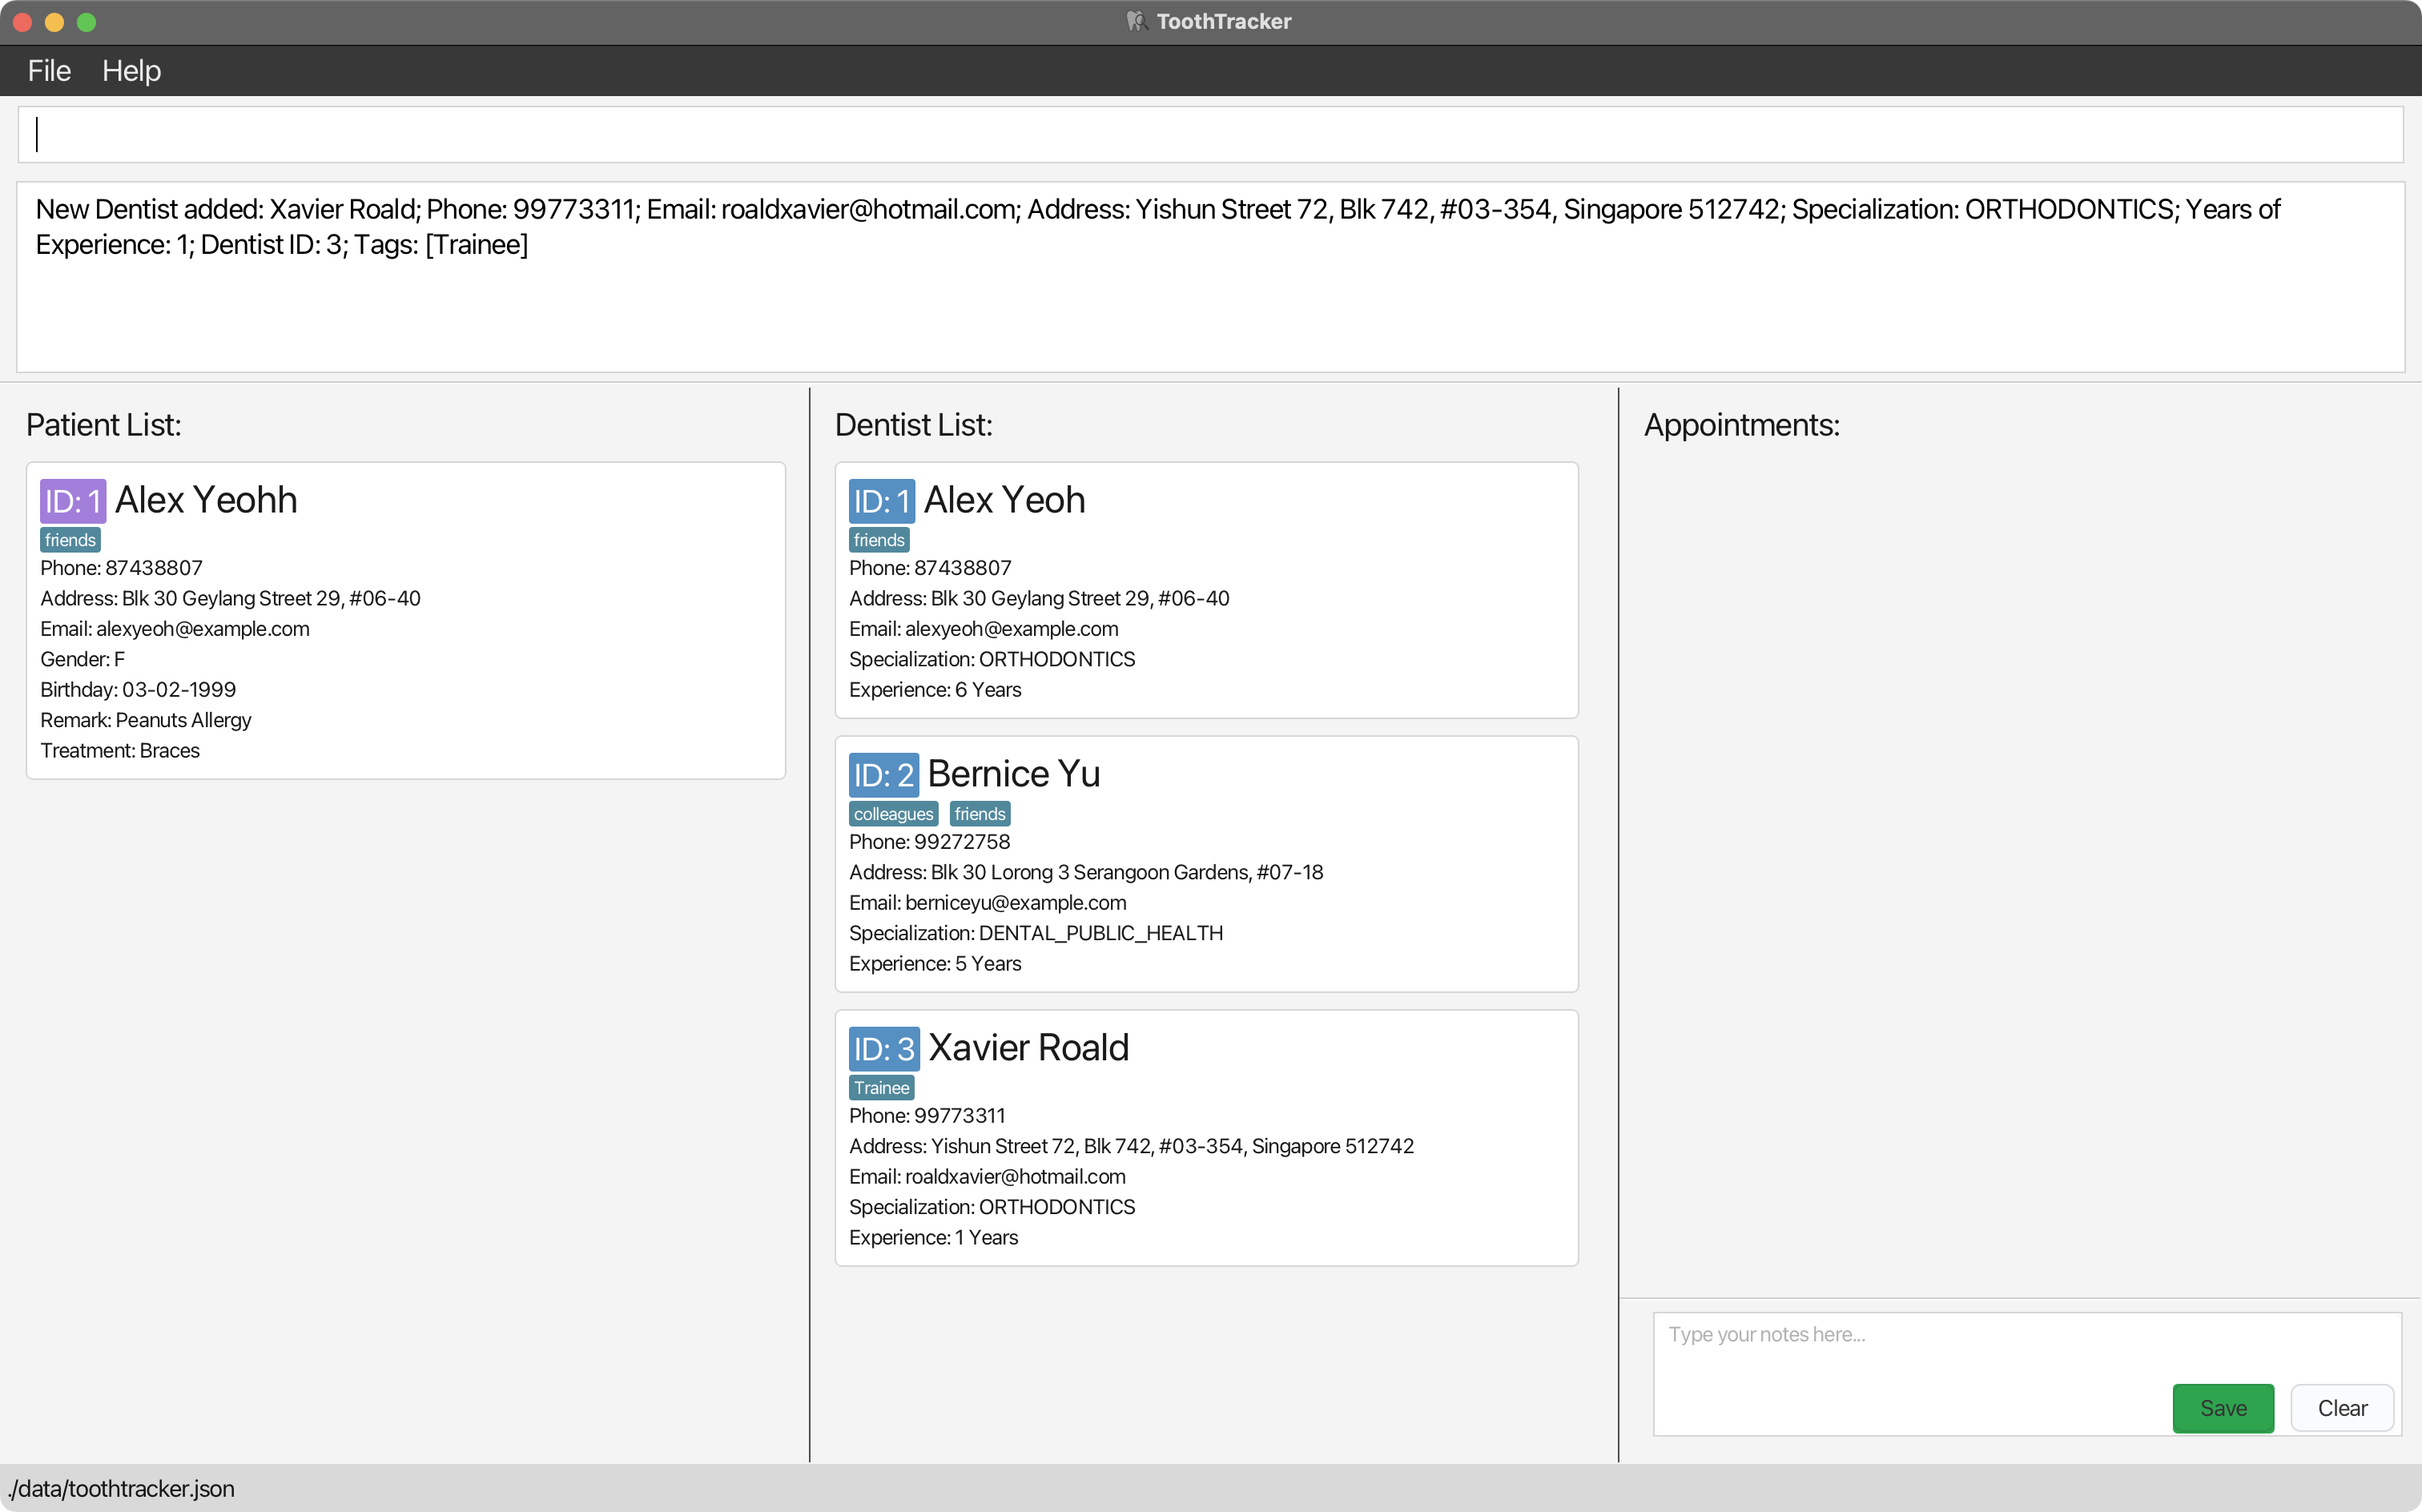 ToothTracker
File Help
New Dentist added: Xavier Roald; Phone: 99773311; Email: roaldxavier@hotmail.com; Address: Yishun Street 72, Blk 742, #03-354, Singapore 512742; Specialization: ORTHODONTICS; Years of
Experience: 1; Dentist ID: 3; Tags: [Trainee]
Patient List:
ID: 1 Alex Yeohh
friends
Phone: 87438807
Address: Blk 30 Geylang Street 29, #06-40
Email: alexyeoh@example.com
Gender: F
Birthday: 03-02-1999
Remark: Peanuts Allergy
Treatment: Braces
Dentist List:
ID: 1 Alex Yeoh
friends
Phone: 87438807
Address: Blk 30 Geylang Street 29, #06-40
Email: alexyeoh@example.com
Specialization: ORTHODONTICS
Experience: 6 Years
ID: 2 Bernice Yu
colleagues friends
Phone: 99272758
Address: Blk 30 Lorong 3 Serangoon Gardens, #07-18
Email: berniceyu@example.com
Specialization: DENTAL_PUBLIC_HEALTH
Experience: 5 Years
ID: 3 Xavier Roald
Trainee
Phone: 99773311
Address: Yishun Street 72, Blk 742, #03-354, Singapore 512742
Email: roaldxavier@hotmail.com
Specialization: ORTHODONTICS
Experience: 1 Years
Appointments:
Type your notes here...
Save Clear
./data/toothtracker.json